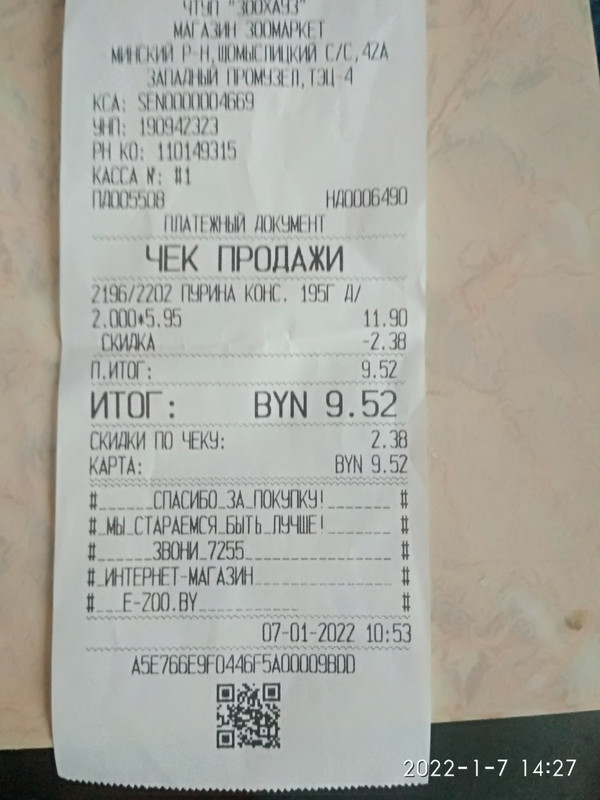 ЧТУП "ЗООХАУЗ"
МАГАЗИН ЗООМАРКЕТ
МИНСКИЙ Р-Н,ШОМЫСЛИЦКИЙ С/С,42А
ЗАПАДНЫЙ ПРОМУЗЕЛ,ТЭЦ-4
КСА: SEN0000004669
УНП: 190942323
РН КО: 110149315
КАССА N: #1
ПД005508 НД0006490
ПЛАТЕЖНЫЙ ДОКУМЕНТ
ЧЕК ПРОДАЖИ
2196/2202 ПУРИНА КОНС. 195Г Д/
2.000*5.95 11.90
СКИДКА -2.38
П.ИТОГ: 9.52
ИТОГ: BYN 9.52
СКИДКИ ПО ЧЕКУ: 2.38
КАРТА: BYN 9.52
#______СПАСИБО_ЗА_ПОКУПКУ!_______ #
#_МЫ_СТАРАЕМСЯ_БЫТЬ_ЛУЧШЕ!_______ #
#______ЗВОНИ_7255________________ #
#_ИНТЕРНЕТ-МАГАЗИН_______________ #
#___E-ZOO.BY___________ #
07-01-2022 10:53
A5E766E9F0446F5A00009BDD
2022-1-7 14:27